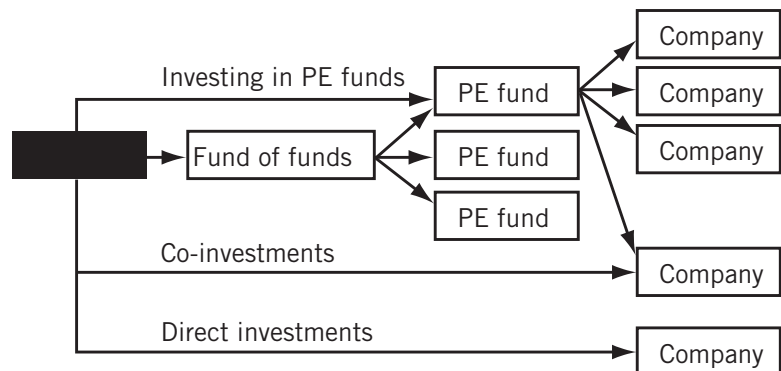 Company
Investing in PE funds
PE fund
Company
Company
Fund of funds
PE fund
PE fund
Co-investments
Company
Direct investments
Company